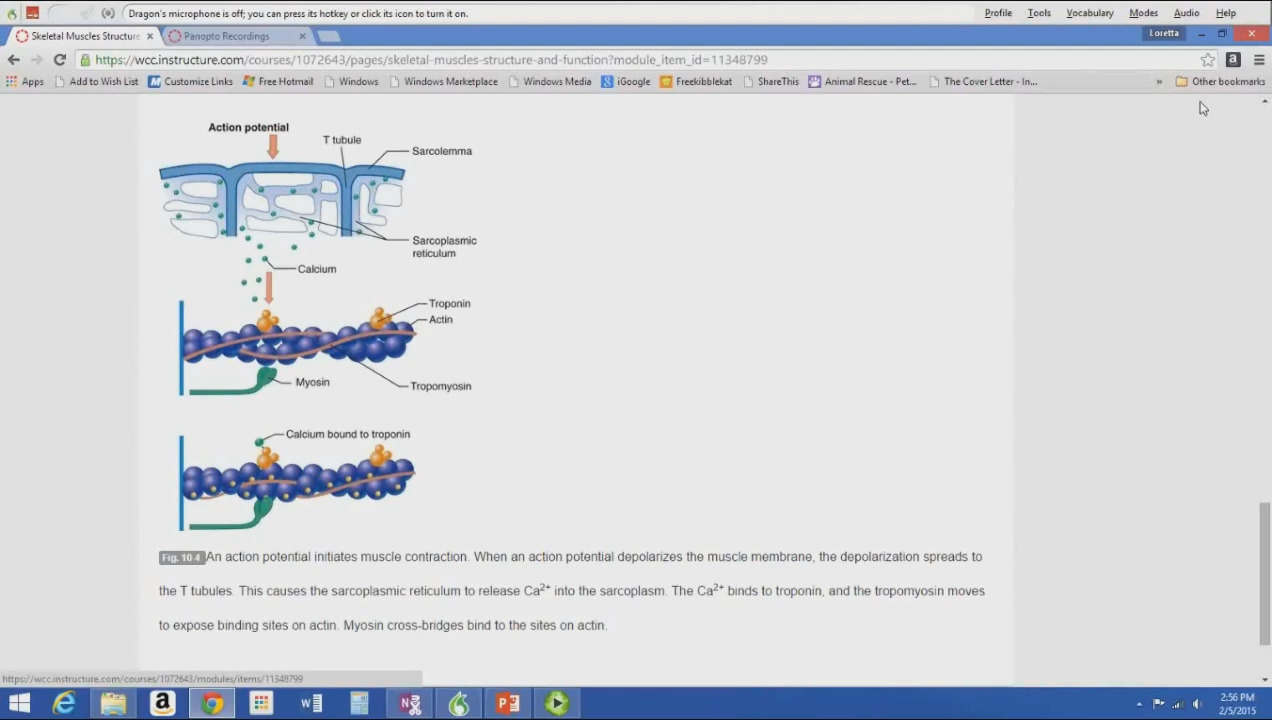 Dragon's microphone is off; you can press its hotkey or click its icon to turn it on.
Profile Tools Vocabulary Modes Audio Help
Skeletal Muscles Structure
Panopto Recordings
Loretta
https://wcc.instructure.com/courses/1072643/pages/skeletal-muscles-structure-and-function?module_item_id=11348799
Apps Add to Wish List Customize Links Free Hotmail Windows Windows Marketplace Windows Media iGoogle Freekibblekat ShareThis Animal Rescue - Pet... The Cover Letter - In... » Other bookmarks
Action potential
T tubule
Sarcolemma
Sarcoplasmic
reticulum
Calcium
Troponin
Actin
Myosin
Tropomyosin
Calcium bound to troponin
Fig. 10.4 An action potential initiates muscle contraction. When an action potential depolarizes the muscle membrane, the depolarization spreads to
the T tubules. This causes the sarcoplasmic reticulum to release Ca²⁺ into the sarcoplasm. The Ca²⁺ binds to troponin, and the tropomyosin moves
to expose binding sites on actin. Myosin cross-bridges bind to the sites on actin.
https://wcc.instructure.com/courses/1072643/modules/items/11348799
2:56 PM
2/5/2015